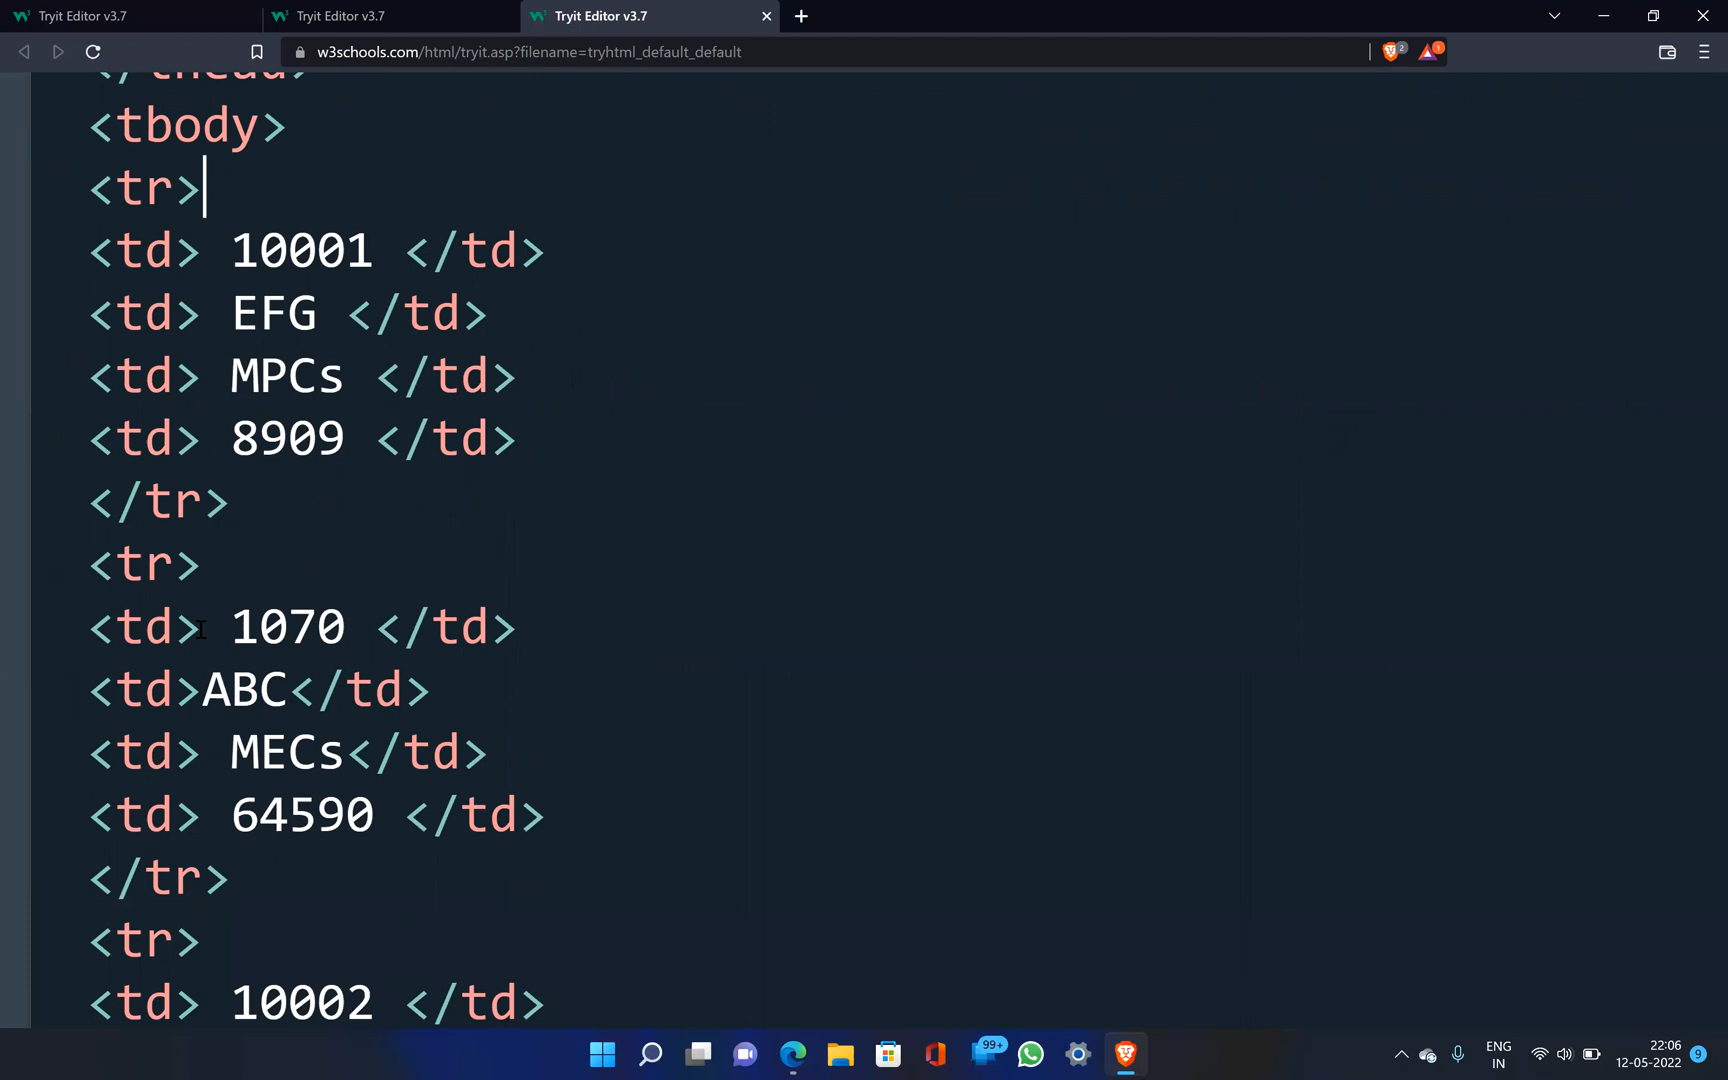 Tryit Editor v3.7
Tryit Editor v3.7
Tryit Editor v3.7
w3schools.com/html/tryit.asp?filename=tryhtml_default_default
2
1
</thead>
<tbody>
<tr>
<td> 10001 </td>
<td> EFG </td>
<td> MPCs </td>
<td> 8909 </td>
</tr>
<tr>
<td> 1070 </td>
<td>ABC</td>
<td> MECs</td>
<td> 64590 </td>
</tr>
<tr>
<td> 10002 </td>
99+
ENG
IN
22:06
12-05-2022
9